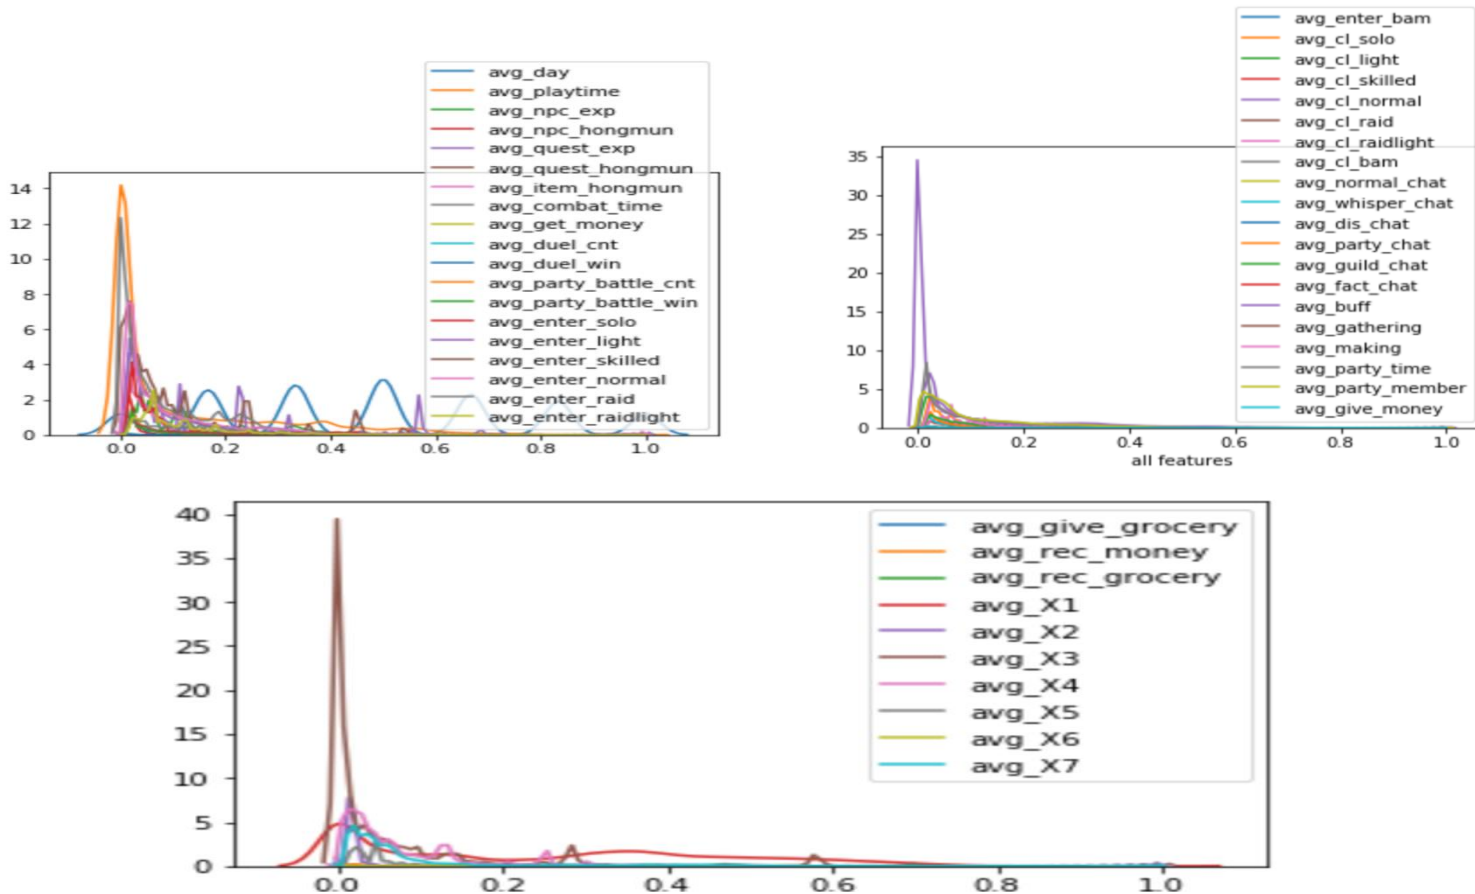 avg_day
avg_playtime
avg_npc_exp
avg_npc_hongmun
avg_quest_exp
avg_quest_hongmun
avg_item_hongmun
avg_combat_time
avg_get_money
avg_duel_cnt
avg_duel_win
avg_party_battle_cnt
avg_party_battle_win
avg_enter_solo
avg_enter_light
avg_enter_skilled
avg_enter_normal
avg_enter_raid
avg_enter_raidlight
14
12
10
8
6
4
2
0
0.0 0.2 0.4 0.6 0.8 1.0
avg_enter_bam
avg_cl_solo
avg_cl_light
avg_cl_skilled
avg_cl_normal
avg_cl_raid
avg_cl_raidlight
avg_cl_bam
avg_normal_chat
avg_whisper_chat
avg_dis_chat
avg_party_chat
avg_guild_chat
avg_fact_chat
avg_buff
avg_gathering
avg_making
avg_party_time
avg_party_member
avg_give_money
35
30
25
20
15
10
5
0
0.0 0.2 0.4 0.6 0.8 1.0
all features
avg_give_grocery
avg_rec_money
avg_rec_grocery
avg_X1
avg_X2
avg_X3
avg_X4
avg_X5
avg_X6
avg_X7
40
35
30
25
20
15
10
5
0
0.0 0.2 0.4 0.6 0.8 1.0